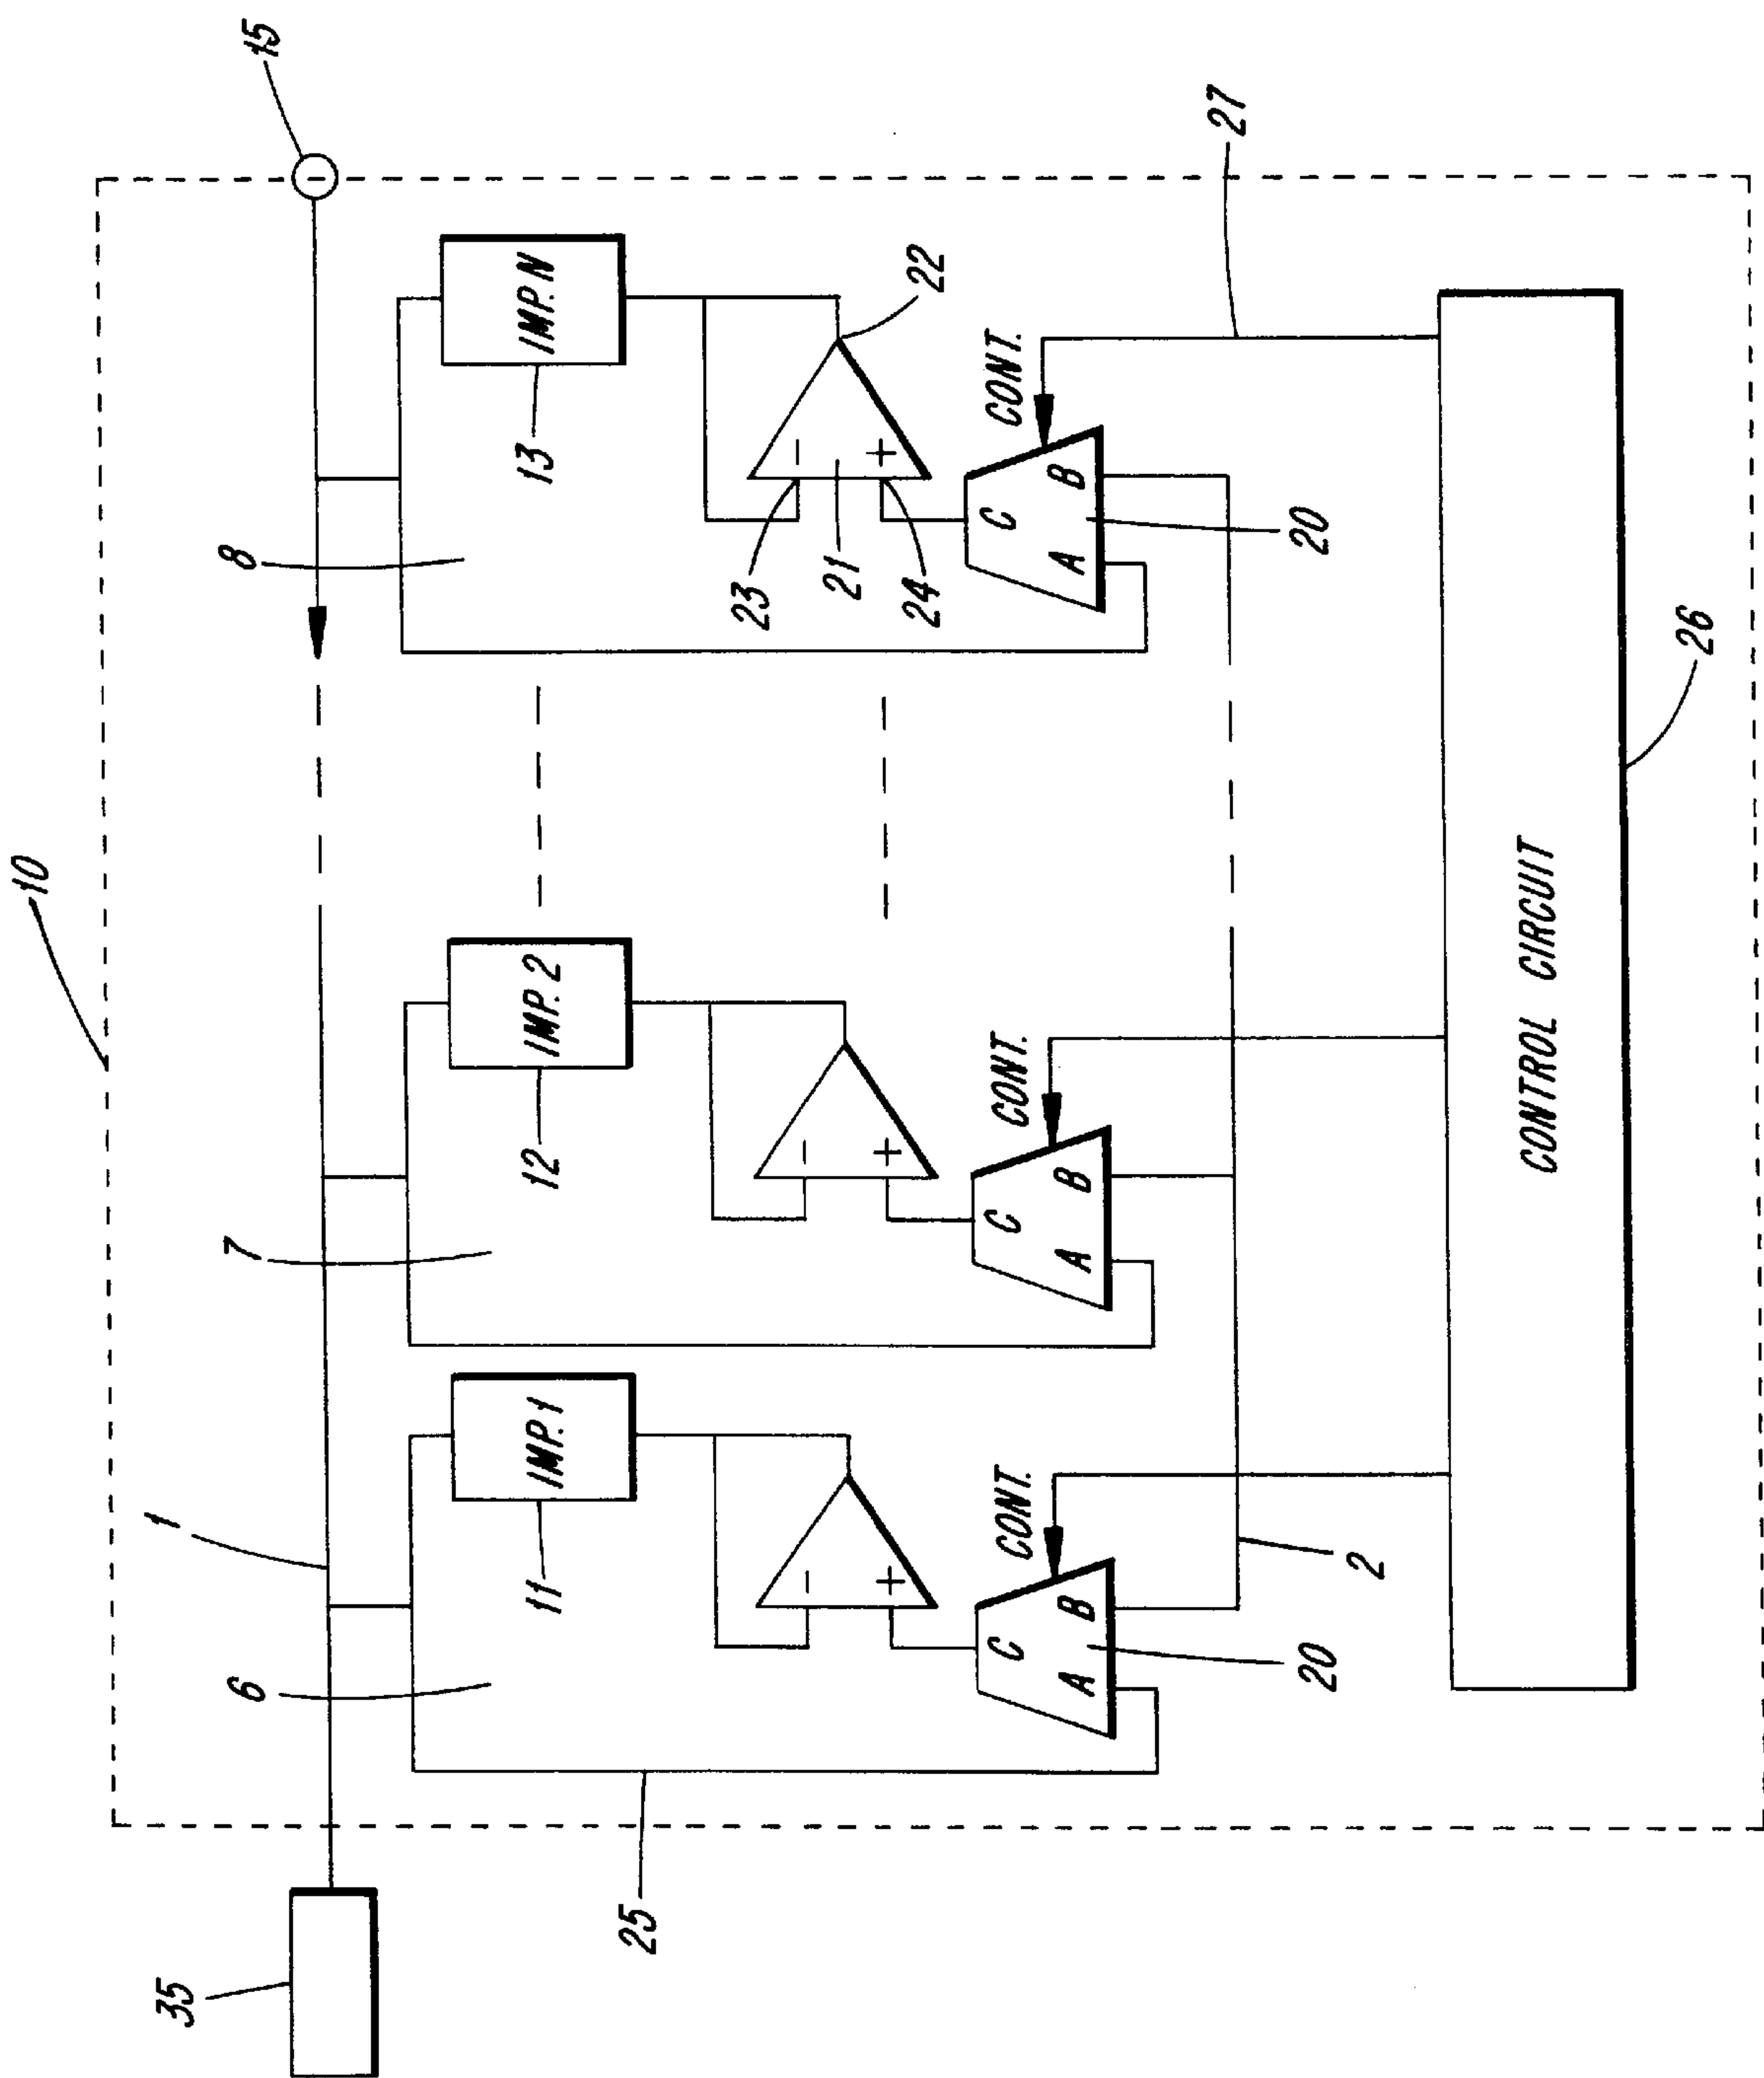 10
15
35
1
6
7
8
IMP. 1
IMP. 2
IMP. N
11
12
13
22
-
+
-
+
-
+
23
21
24
25
C
A B
CONT.
C
A B
CONT.
C
A B
CONT.
20
20
2
27
CONTROL CIRCUIT
26